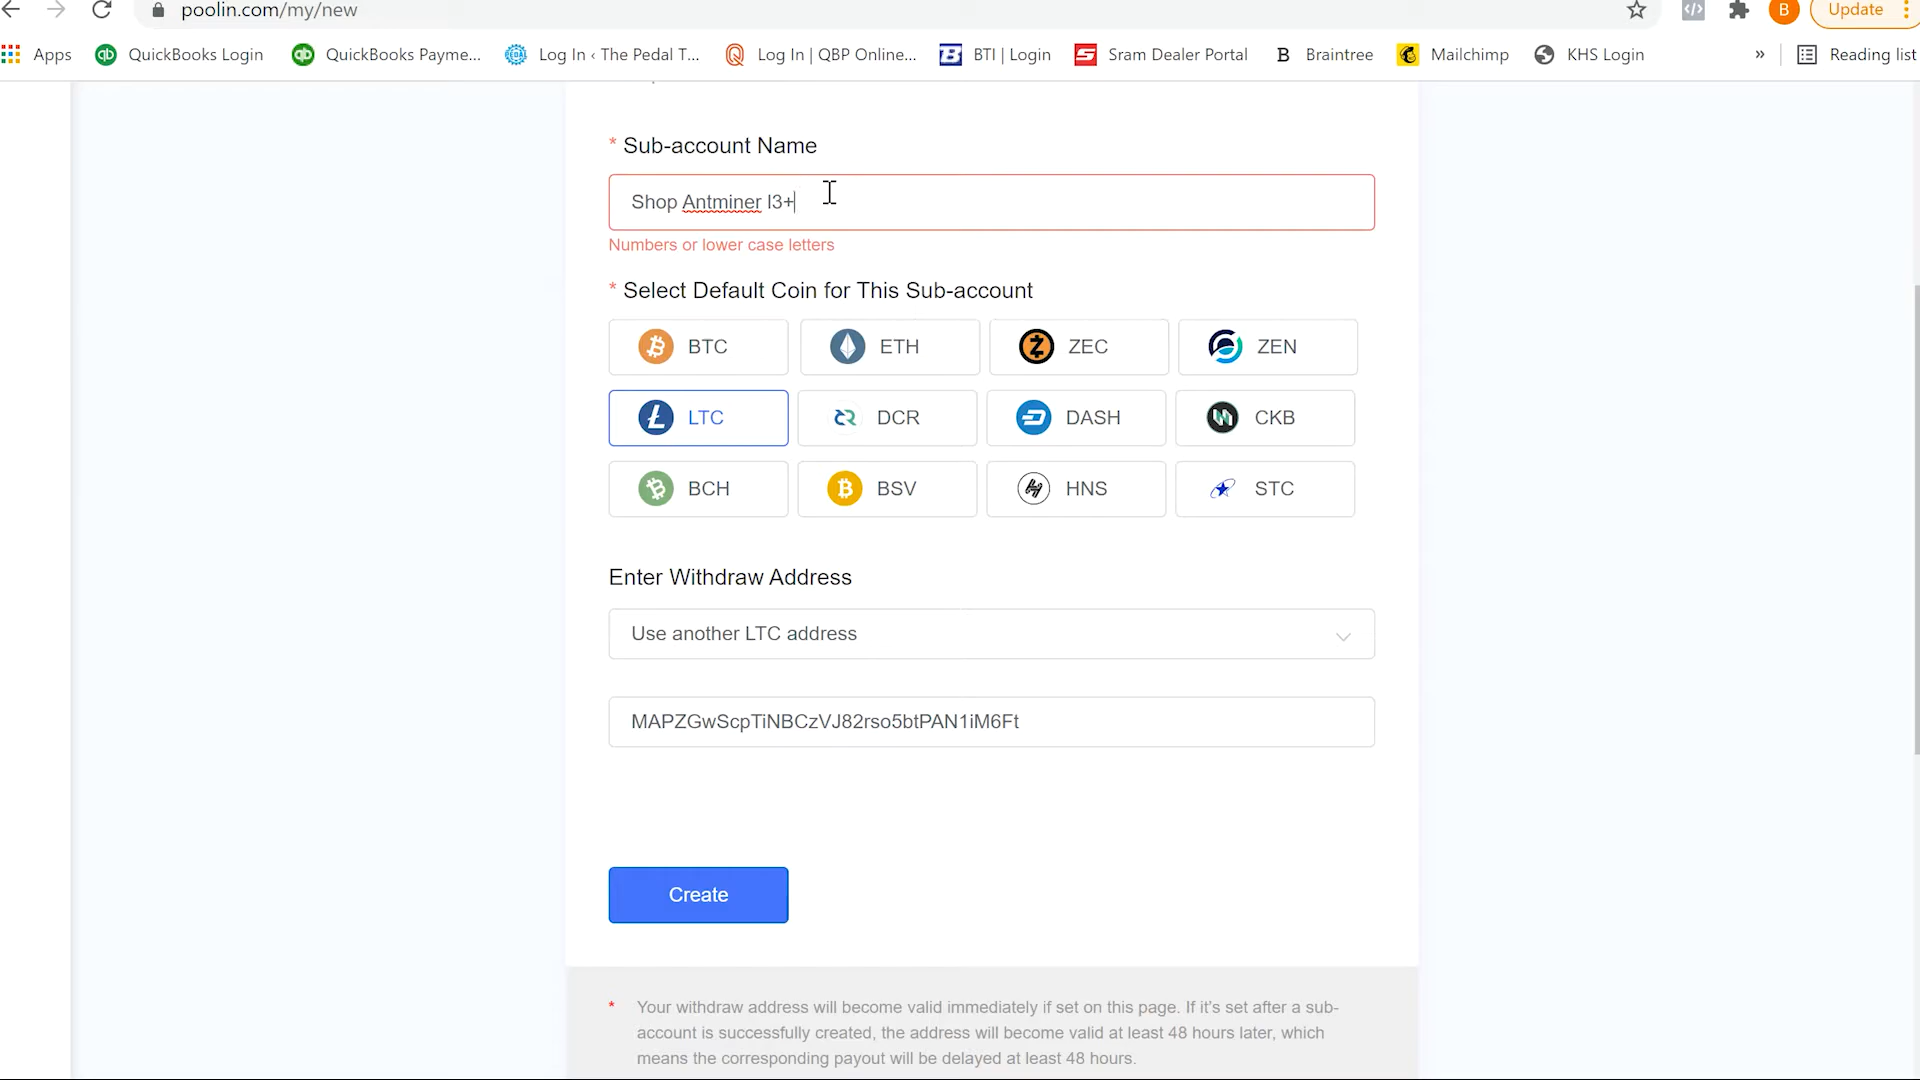 poolin.com/my/new
B
Update
Apps
QuickBooks Login
QuickBooks Payme...
Log In ‹ The Pedal T...
Log In | QBP Online...
BTI | Login
Sram Dealer Portal
B Braintree
Mailchimp
KHS Login
»
Reading list
* Sub-account Name
Shop Antminer l3+
Numbers or lower case letters
* Select Default Coin for This Sub-account
BTC
ETH
ZEC
ZEN
LTC
DCR
DASH
CKB
BCH
BSV
HNS
STC
Enter Withdraw Address
Use another LTC address
MAPZGwScpTiNBCzVJ82rso5btPAN1iM6Ft
Create
* Your withdraw address will become valid immediately if set on this page. If it's set after a sub-
account is successfully created, the address will become valid at least 48 hours later, which
means the corresponding payout will be delayed at least 48 hours.